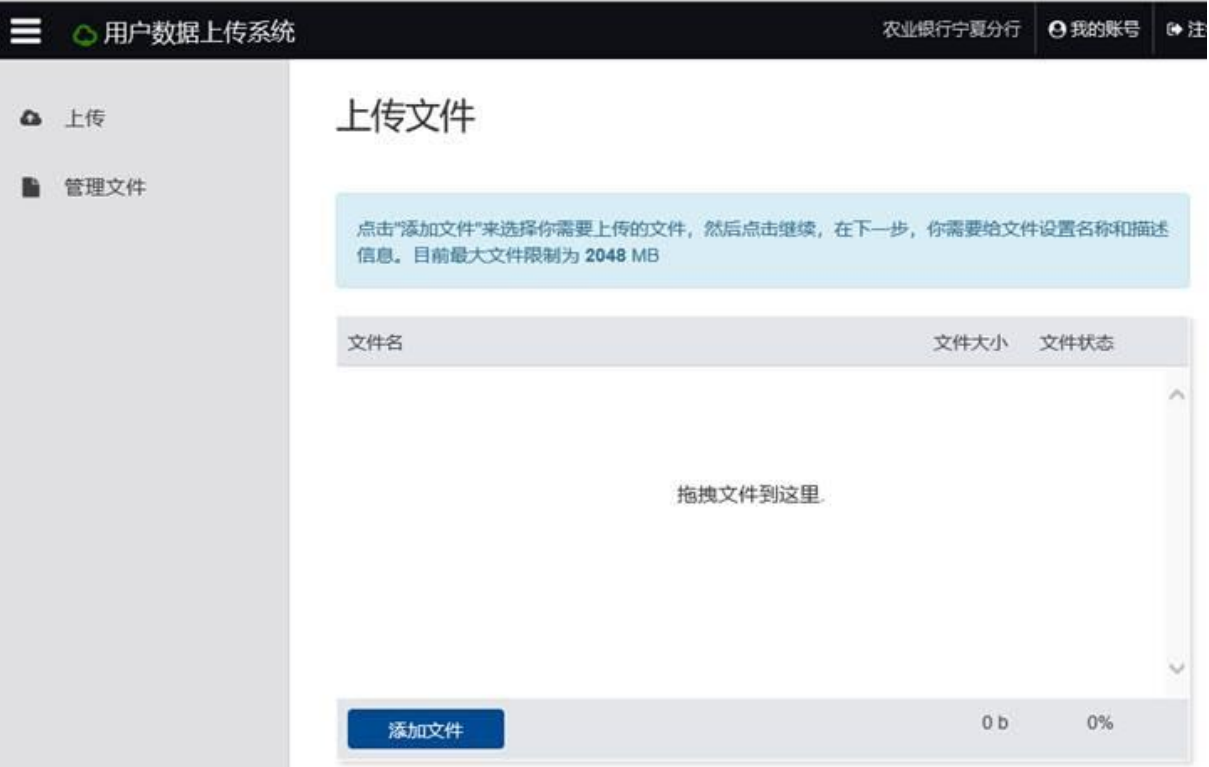 用户数据上传系统
农业银行宁夏分行
我的账号
注
上传
管理文件
上传文件
点击"添加文件"来选择你需要上传的文件，然后点击继续，在下一步，你需要给文件设置名称和描述
信息。目前最大文件限制为 2048 MB
文件名 文件大小 文件状态
拖拽文件到这里.
添加文件 0 b 0%